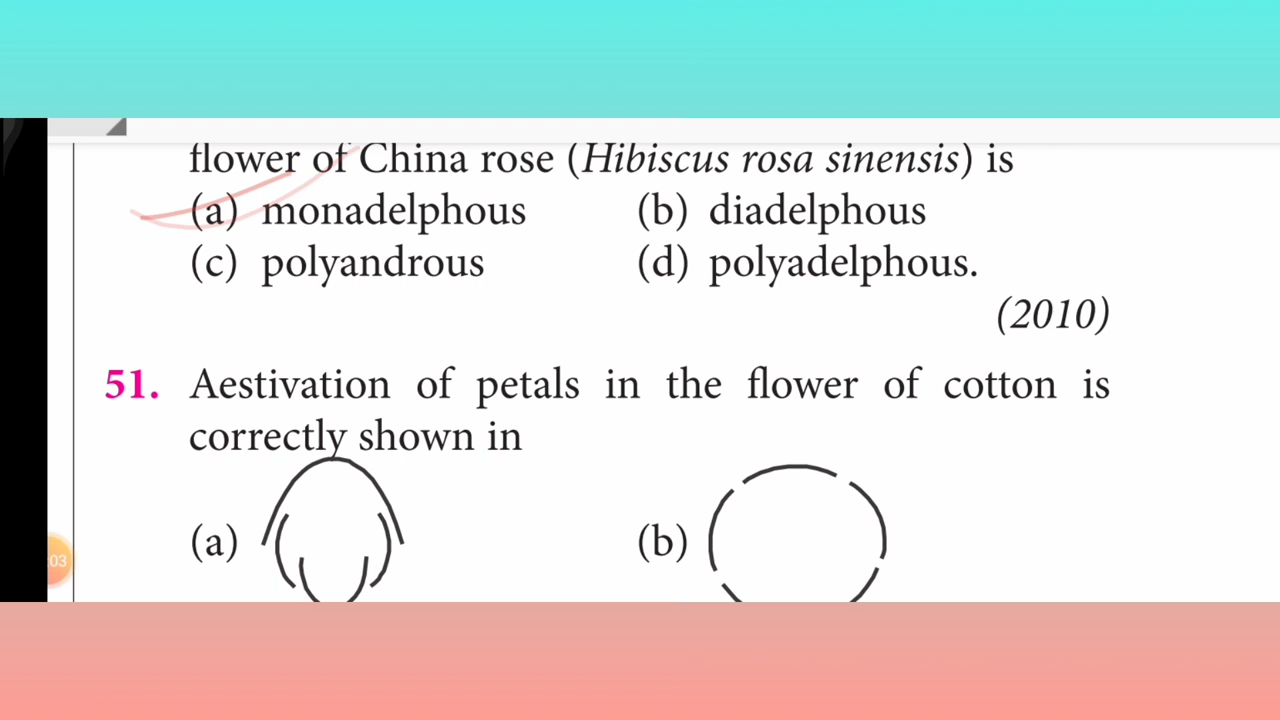 flower of China rose (Hibiscus rosa sinensis) is
(a) monadelphous (b) diadelphous
(c) polyandrous (d) polyadelphous.
(2010)
51. Aestivation of petals in the flower of cotton is
correctly shown in
(a) (b)
03